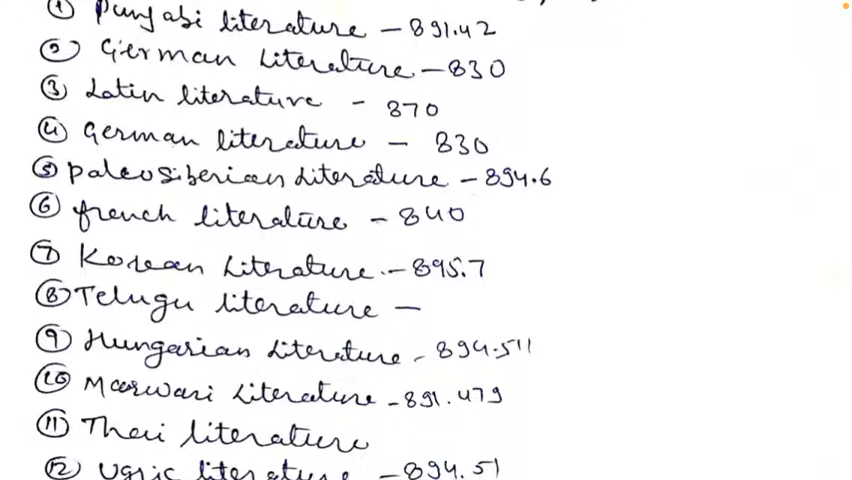 ① Punjabi literature – 891.42
② German Literature – 830
③ Latin literature - 870
④ German literature – 830
⑤ paleosiberian Literature – 894.6
⑥ french literature – 840
⑦ Korean Literature – 895.7
⑧ Telugu literature –
⑨ Hungarian Literature - 894.511
⑩ Marwari Literature - 891.479
⑪ Thai literature
⑫ Ugric literature – 894.51